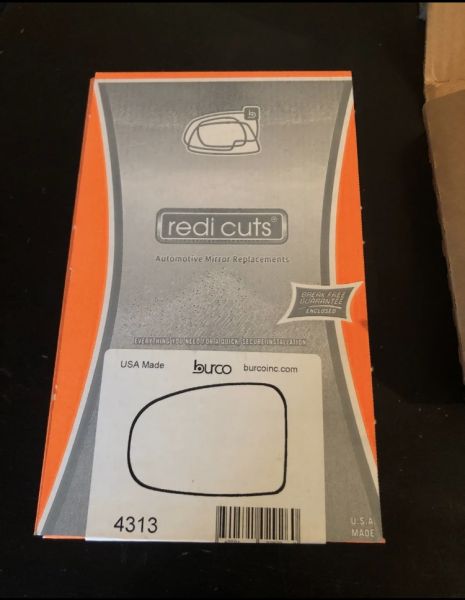 redi cuts®
Automotive Mirror Replacements
BREAK FREE
GUARANTEE
ENCLOSED
EVERYTHING YOU NEED FOR A QUICK, SECURE INSTALLATION
USA Made burco burcoinc.com
4313
U.S.A.
MADE